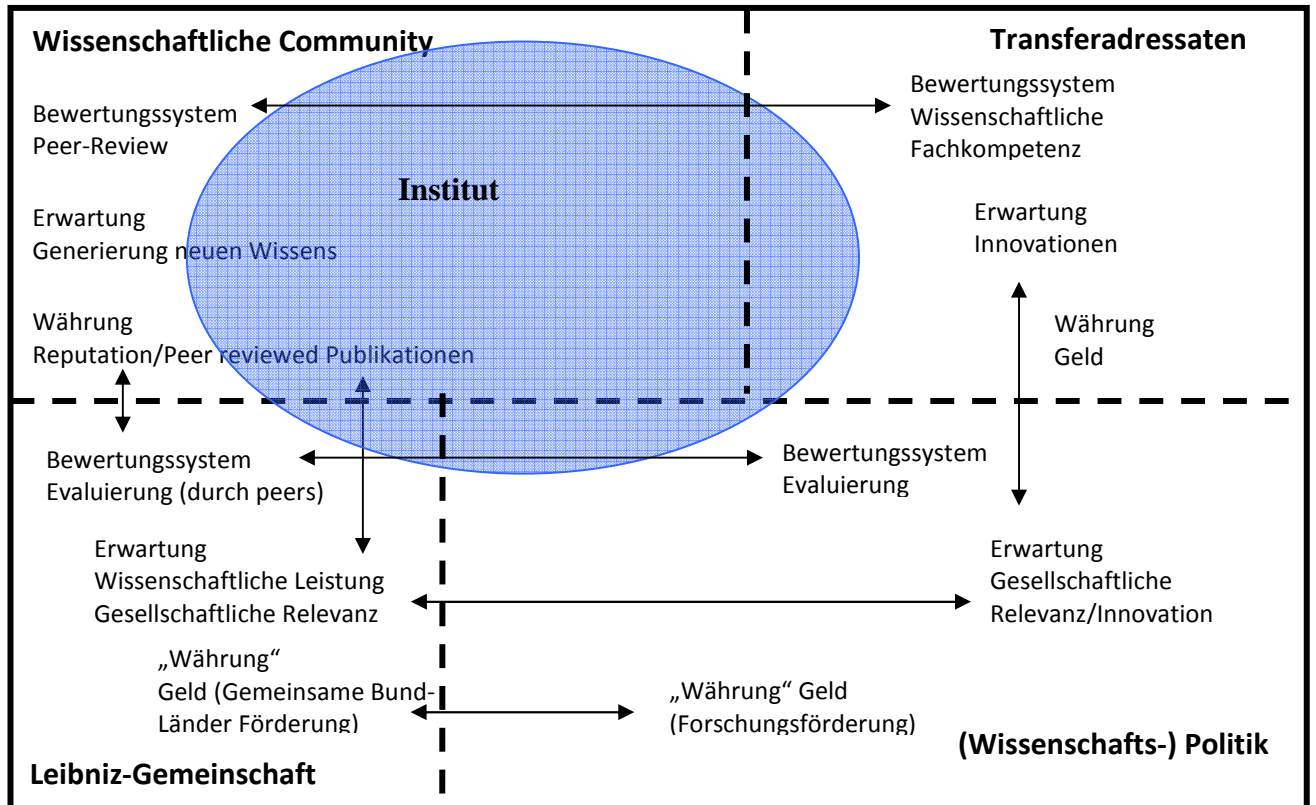 Wissenschaftliche Community
Bewertungssystem
Peer-Review
Erwartung
Generierung neuen Wissens
Währung
Reputation/Peer reviewed Publikationen
Institut
Transferadressaten
Bewertungssystem
Wissenschaftliche
Fachkompetenz
Erwartung
Innovationen
Währung
Geld
Bewertungssystem
Evaluierung (durch peers)
Erwartung
Wissenschaftliche Leistung
Gesellschaftliche Relevanz
„Währung“
Geld (Gemeinsame Bund-
Länder Förderung)
Leibniz-Gemeinschaft
Bewertungssystem
Evaluierung
Erwartung
Gesellschaftliche
Relevanz/Innovation
„Währung“ Geld
(Forschungsförderung)
(Wissenschafts-) Politik